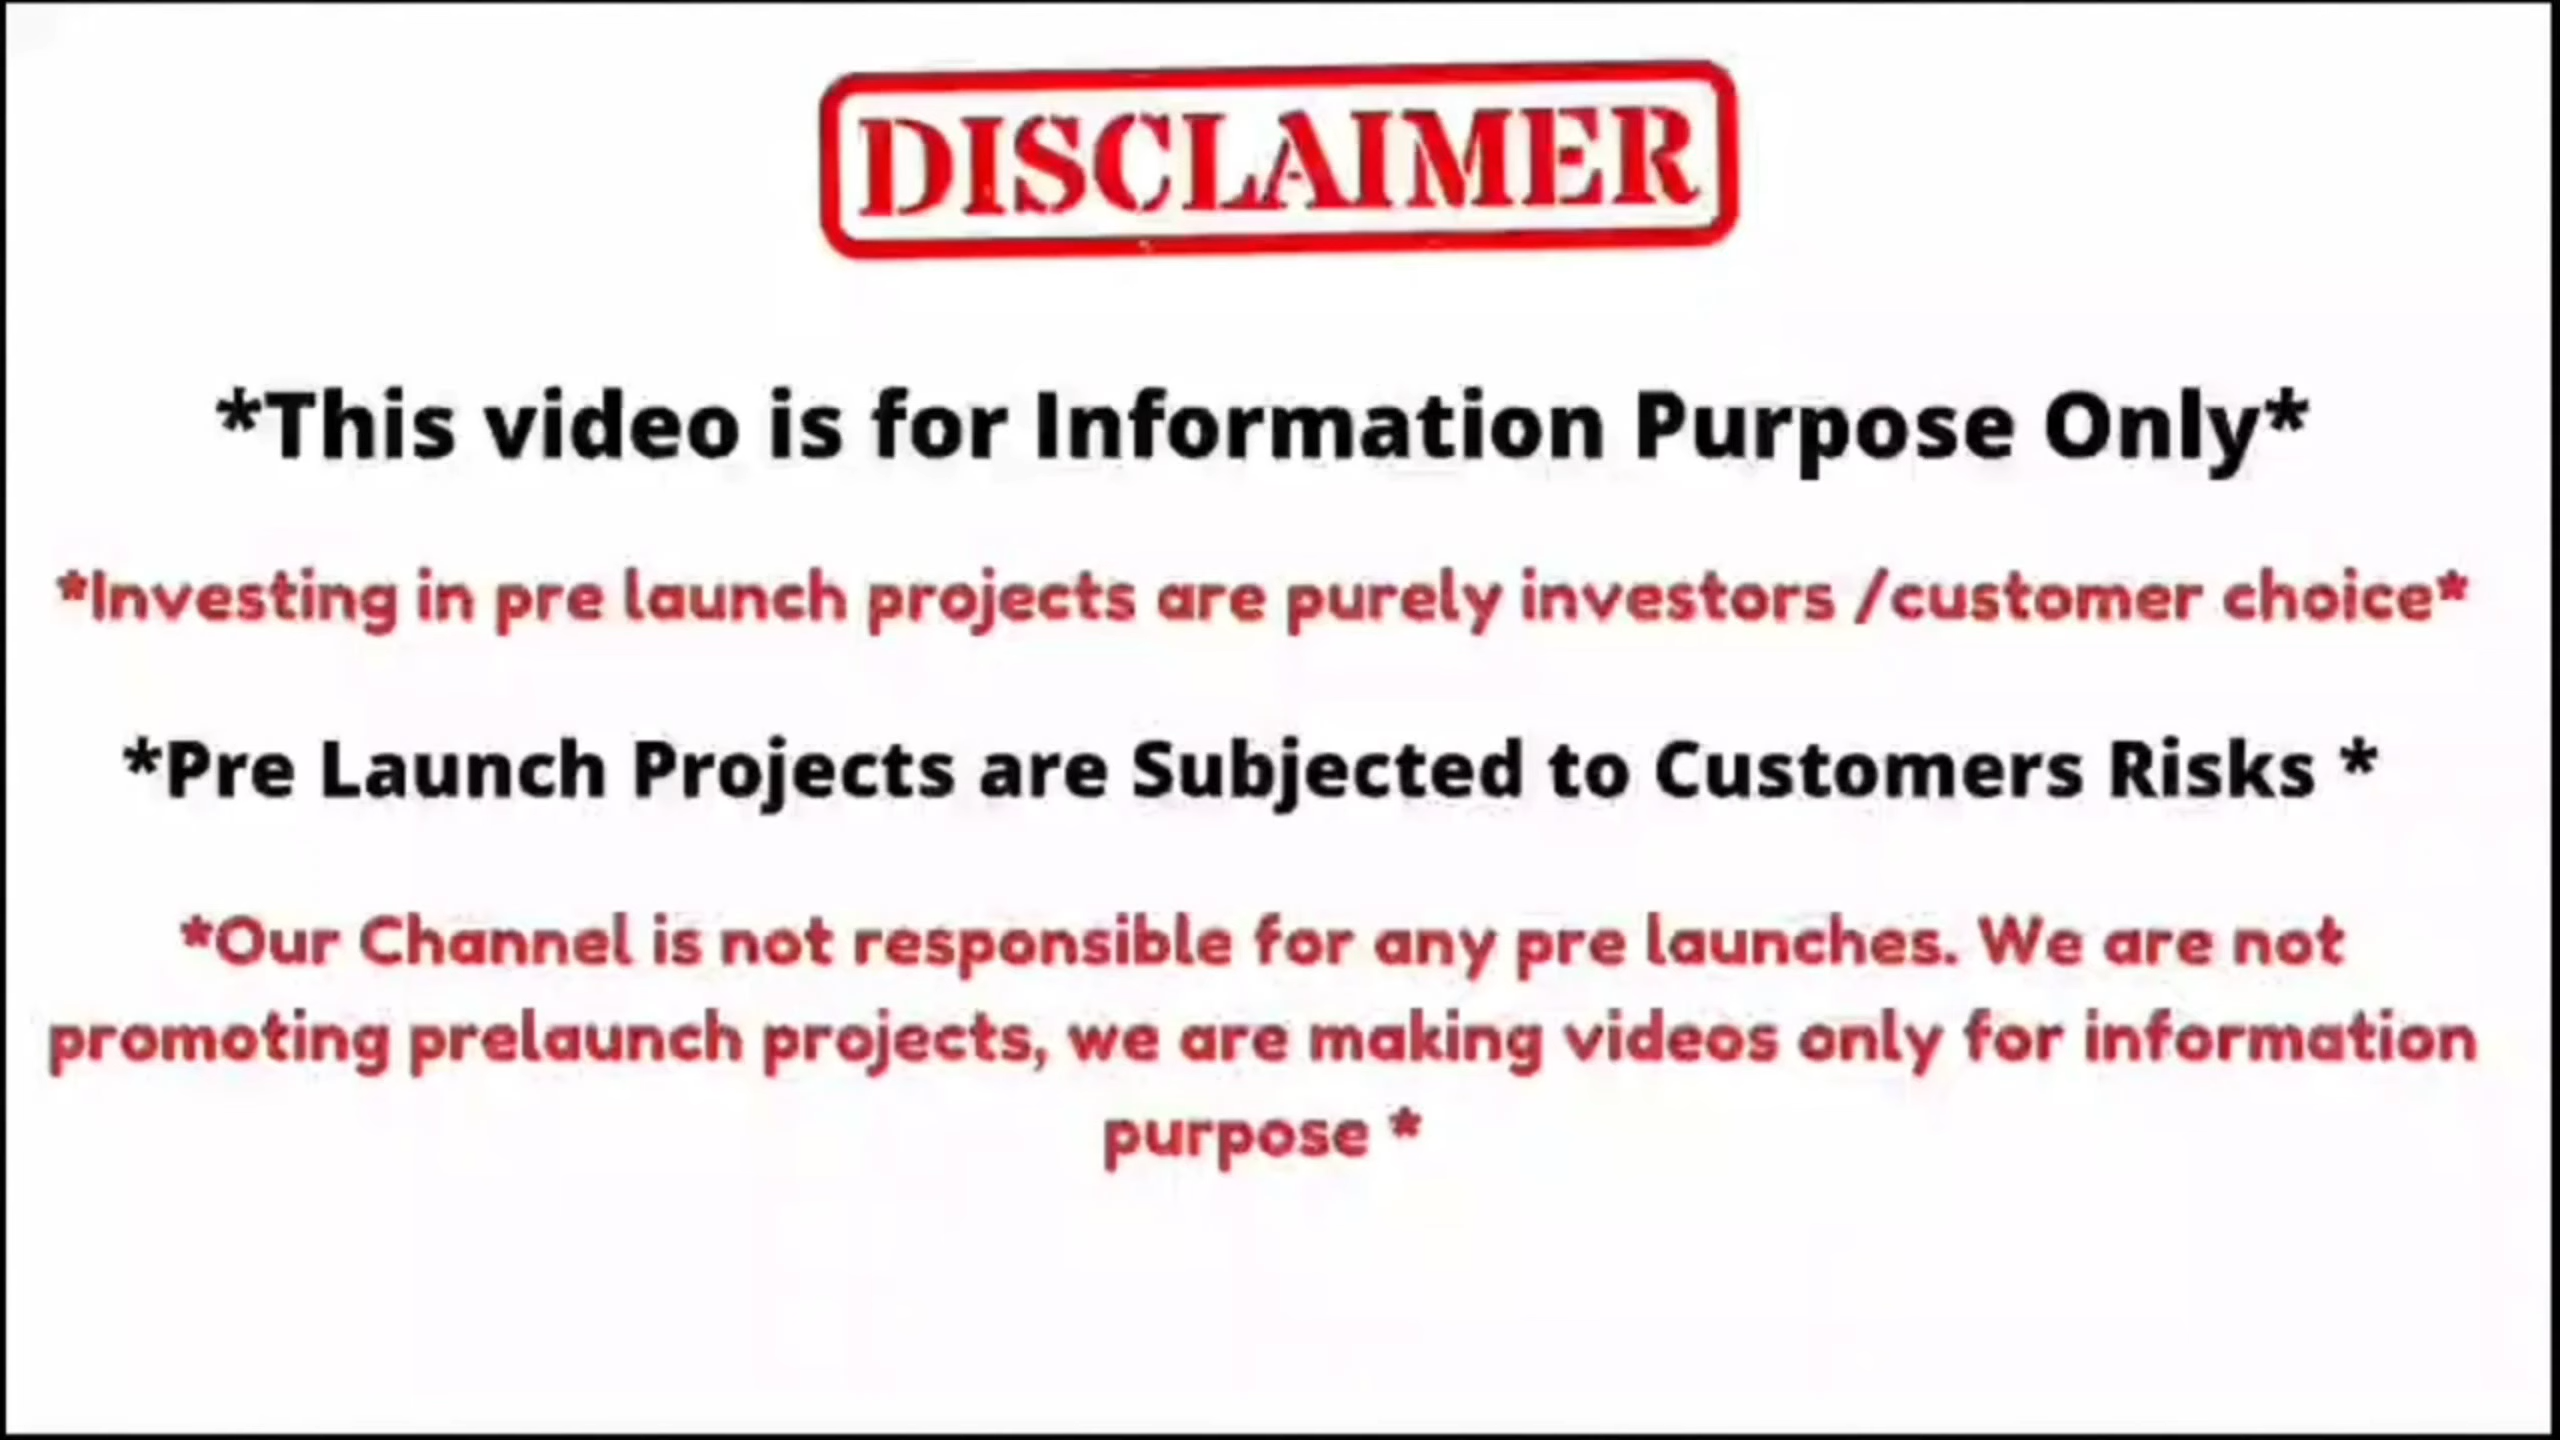 DISCLAIMER
*This video is for Information Purpose Only*
*Investing in pre launch projects are purely investors /customer choice*
*Pre Launch Projects are Subjected to Customers Risks *
*Our Channel is not responsible for any pre launches. We are not
promoting prelaunch projects, we are making videos only for information
purpose *